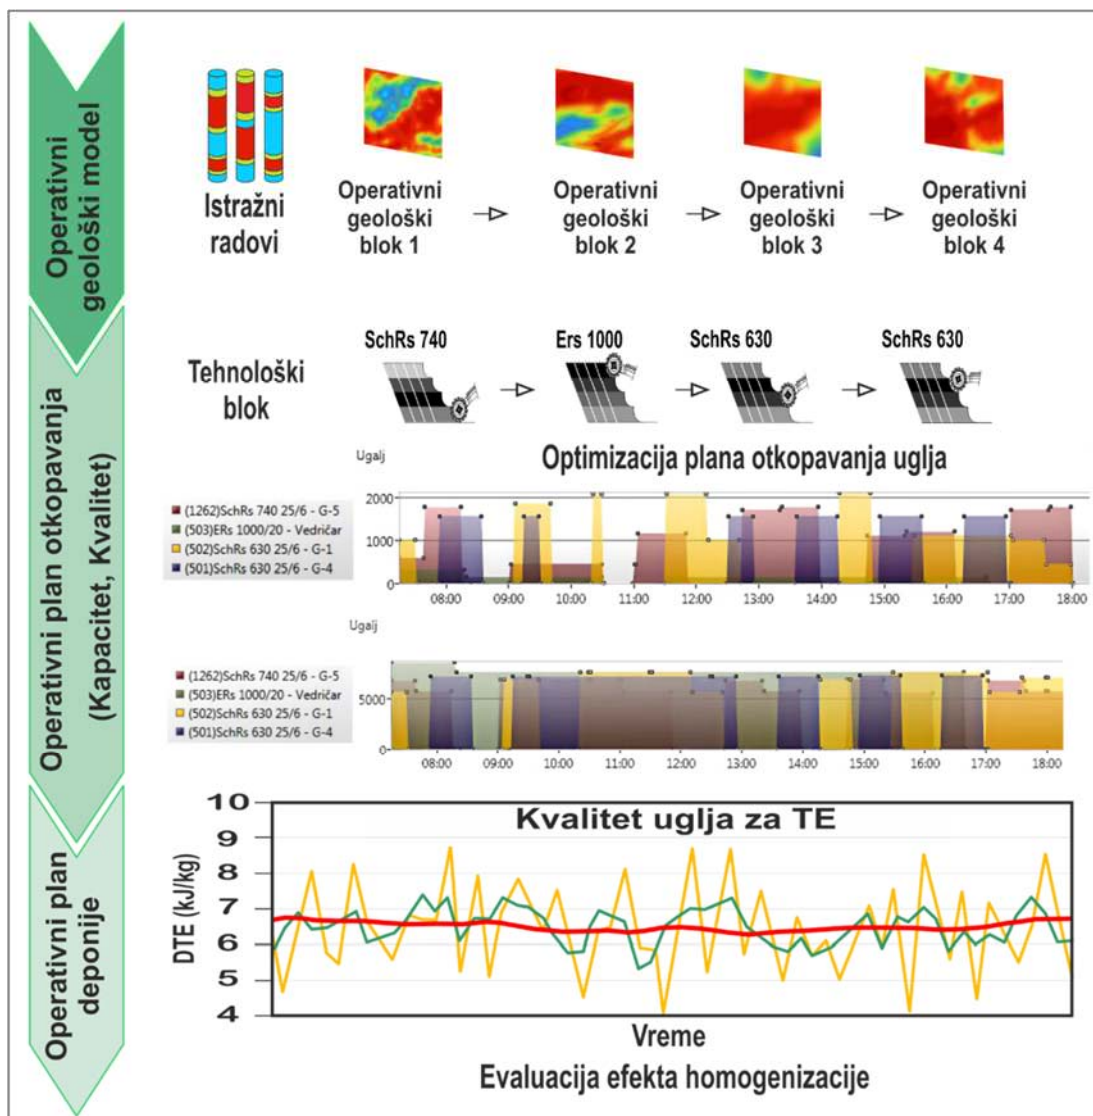 Operativni
geološki model
Istražni
radovi
Operativni
geološki
blok 1
Operativni
geološki
blok 2
Operativni
geološki
blok 3
Operativni
geološki
blok 4
Operativni plan otkopavanja
(Kapacitet, Kvalitet)
Tehnološki
blok
SchRs 740
Ers 1000
SchRs 630
SchRs 630
Optimizacija plana otkopavanja uglja
Ugalj
(1262)SchRs 740 25/6 - G-5
(503)ERs 1000/20 - Vedričar
(502)SchRs 630 25/6 - G-1
(501)SchRs 630 25/6 - G-4
2000
1000
0
08:00 09:00 10:00 11:00 12:00 13:00 14:00 15:00 16:00 17:00 18:00
Ugalj
(1262)SchRs 740 25/6 - G-5
(503)ERs 1000/20 - Vedričar
(502)SchRs 630 25/6 - G-1
(501)SchRs 630 25/6 - G-4
5000
0
08:00 09:00 10:00 11:00 12:00 13:00 14:00 15:00 16:00 17:00 18:00
Operativni plan
deponije
Kvalitet uglja za TE
DTE (kJ/kg)
10
9
8
7
6
5
4
Vreme
Evaluacija efekta homogenizacije